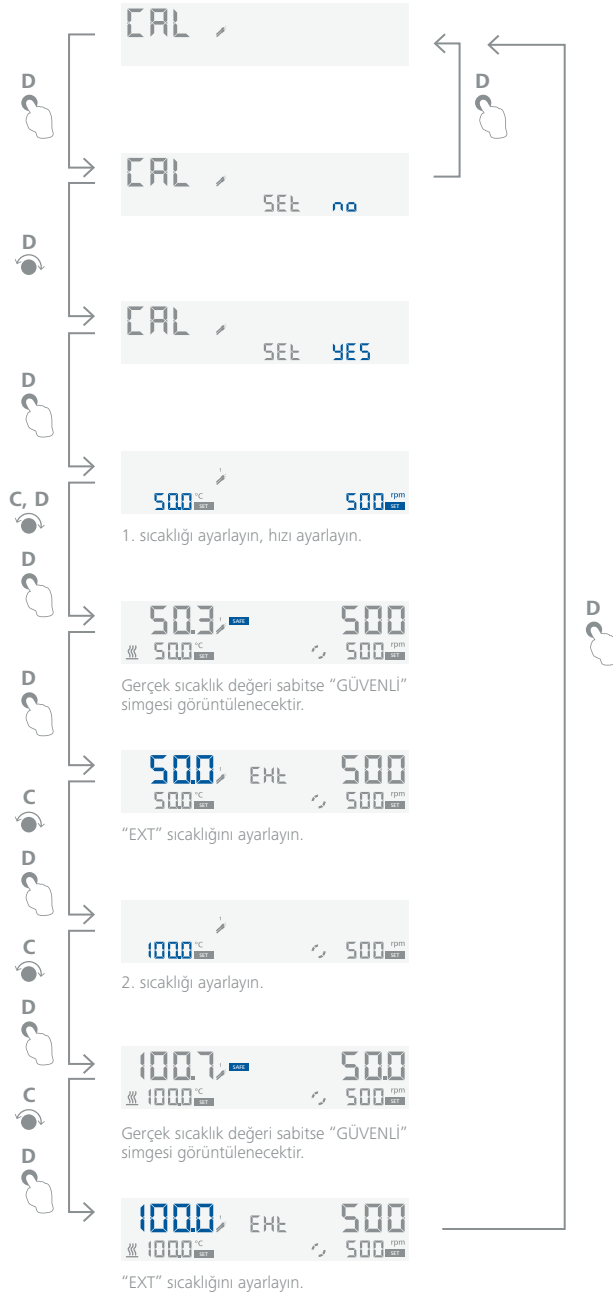 CAL
D
D
CAL
SEt no
D
CAL
SEt YES
D
50.0 °C SET 500 rpm SET
C, D
1. sıcaklığı ayarlayın, hızı ayarlayın.
D
50.3 SAFE 500
50.0 °C SET 500 rpm SET
D
Gerçek sıcaklık değeri sabitse “GÜVENLİ”
simgesi görüntülenecektir.
D
50.0 EXt 500
50.0 °C SET 500 rpm SET
C
“EXT” sıcaklığını ayarlayın.
D
100.0 °C SET 500 rpm SET
C
2. sıcaklığı ayarlayın.
D
100.7 SAFE 50.0
100.0 °C SET 500 rpm SET
C
Gerçek sıcaklık değeri sabitse “GÜVENLİ”
simgesi görüntülenecektir.
D
100.0 EXt 500
100.0 °C SET 500 rpm SET
“EXT” sıcaklığını ayarlayın.